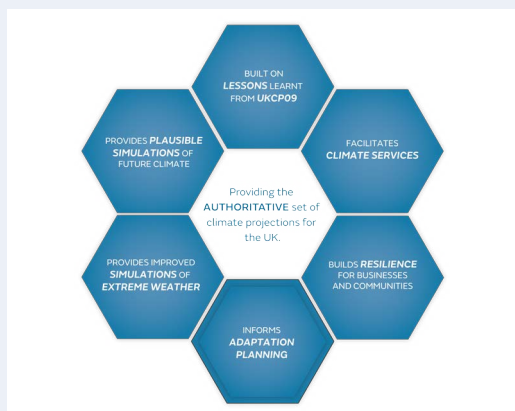 BUILT ON
LESSONS LEARNT
FROM UKCP09
PROVIDES PLAUSIBLE
SIMULATIONS OF
FUTURE CLIMATE
FACILITATES
CLIMATE SERVICES
Providing the
AUTHORITATIVE set of
climate projections for
the UK.
PROVIDES IMPROVED
SIMULATIONS OF
EXTREME WEATHER
BUILDS RESILIENCE
FOR BUSINESSES
AND COMMUNITIES
INFORMS
ADAPTATION
PLANNING